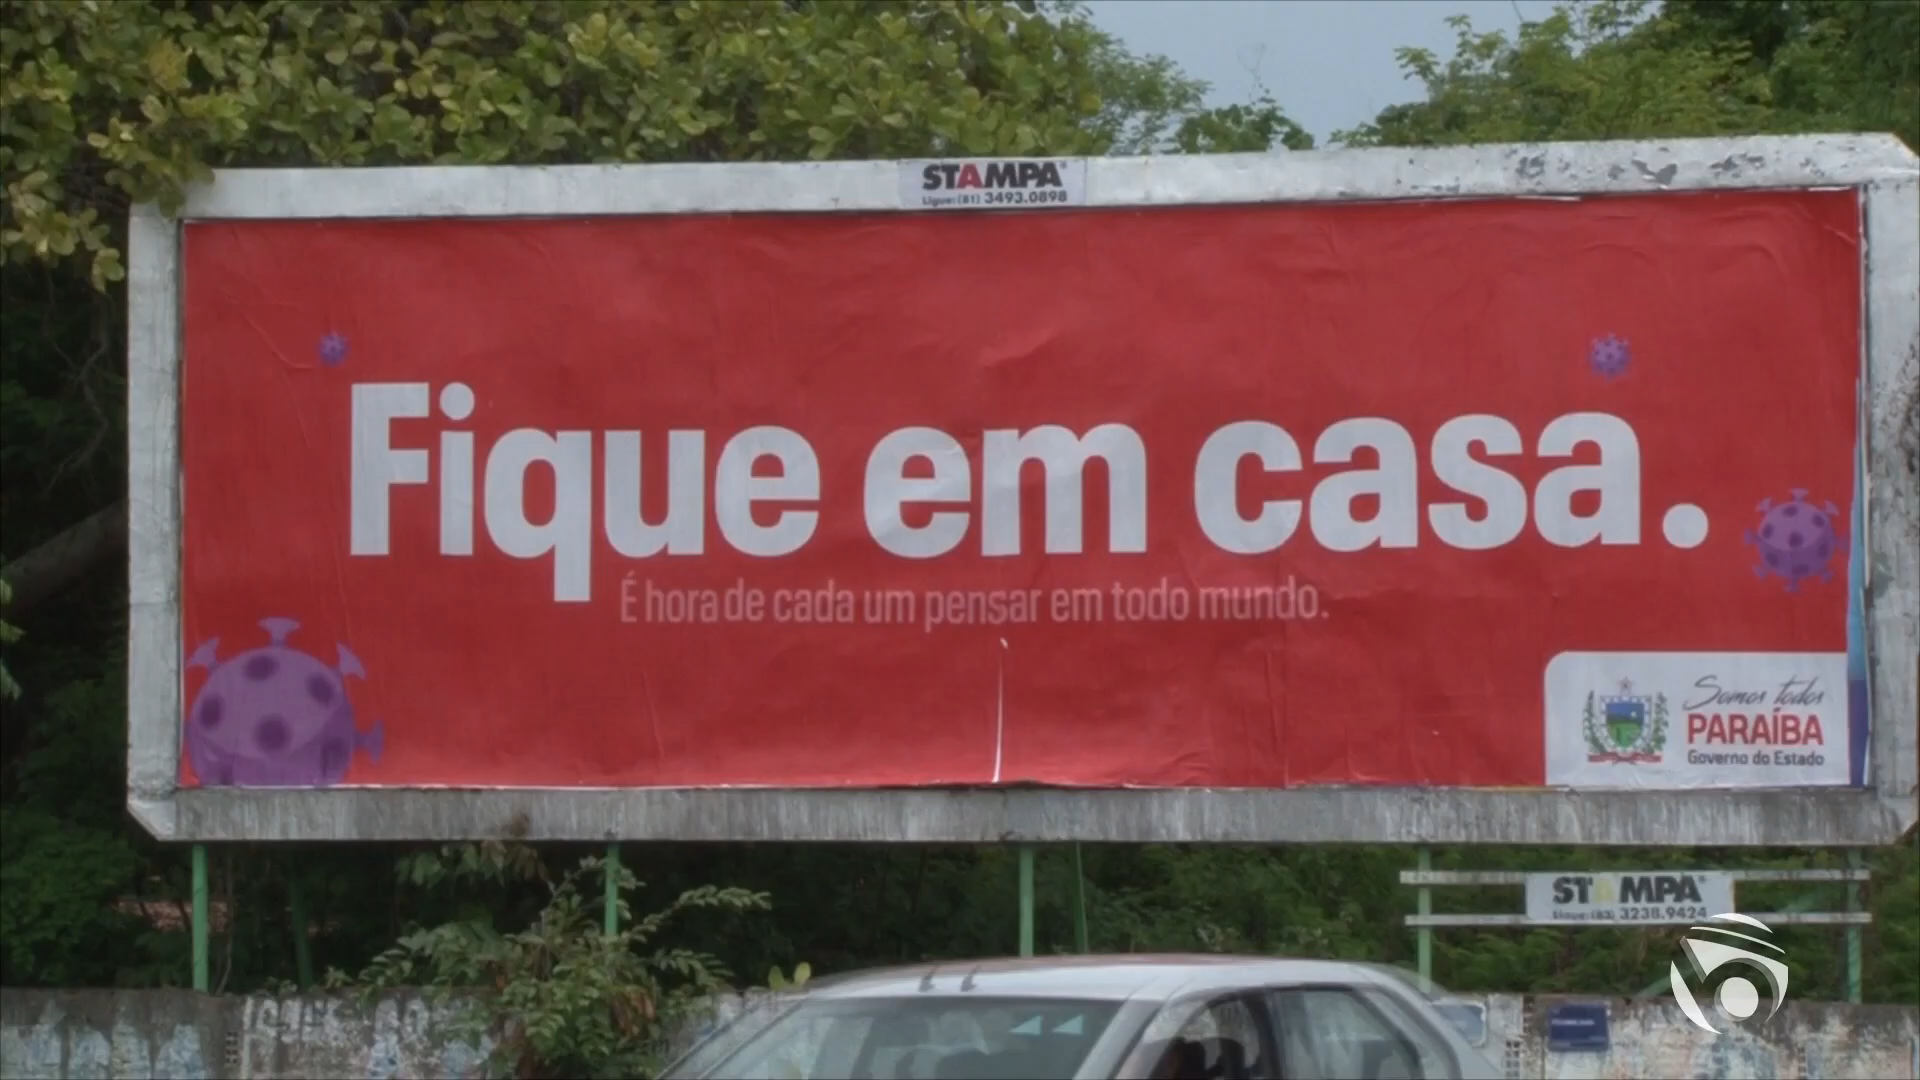 STAMPA
Ligue: (81) 3493.0898
Fique em casa.
É hora de cada um pensar em todo mundo.
Somos todos
PARAÍBA
Governo do Estado
STAMPA
Ligue: (83) 3238.9424